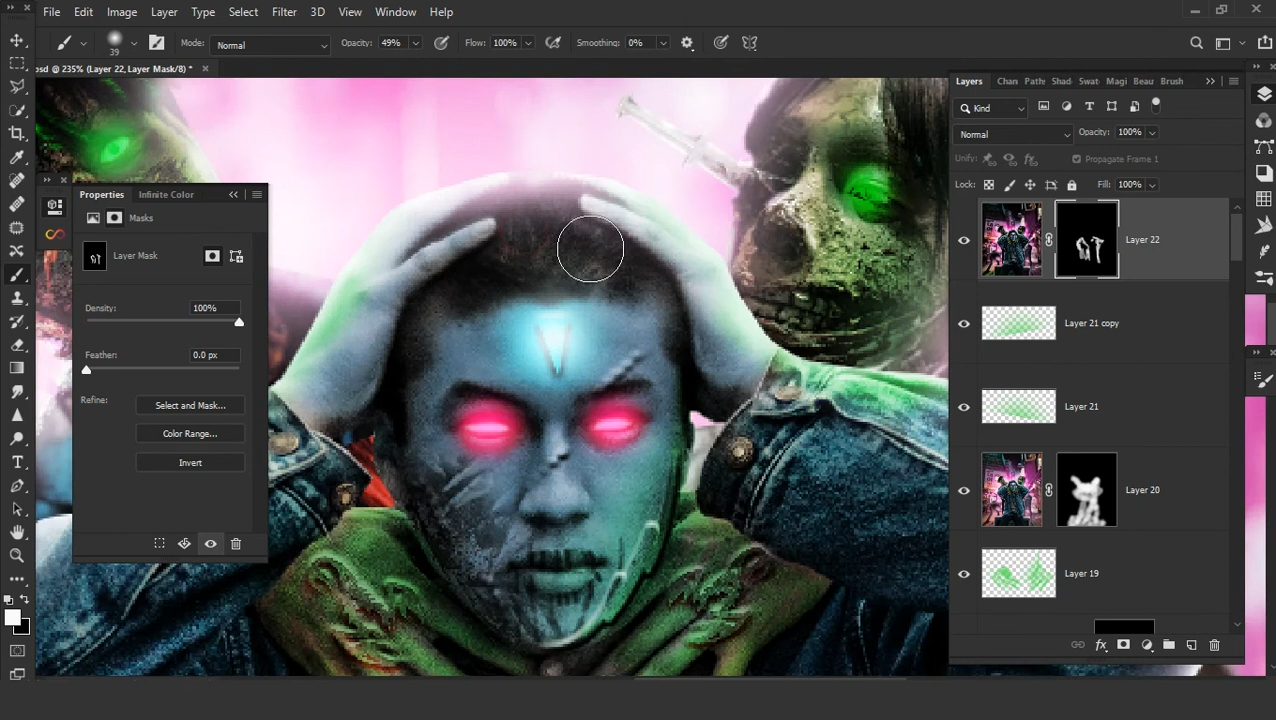 File Edit Image Layer Type Select Filter 3D View Window Help
39 Mode: Normal Opacity: 49% Flow: 100% Smoothing: 0%
osd @ 235% (Layer 22, Layer Mask/8) * ×
Layers Chan Path: Shad Swat Magi Beau Brush
Kind
Normal Opacity: 100%
Unify: Propagate Frame 1
Lock: Fill: 100%
Layer 22
Layer 21 copy
Layer 21
Layer 20
Layer 19
fx
Properties Infinite Color
Masks
Layer Mask
Density: 100%
Feather: 0.0 px
Refine: Select and Mask...
Color Range...
Invert